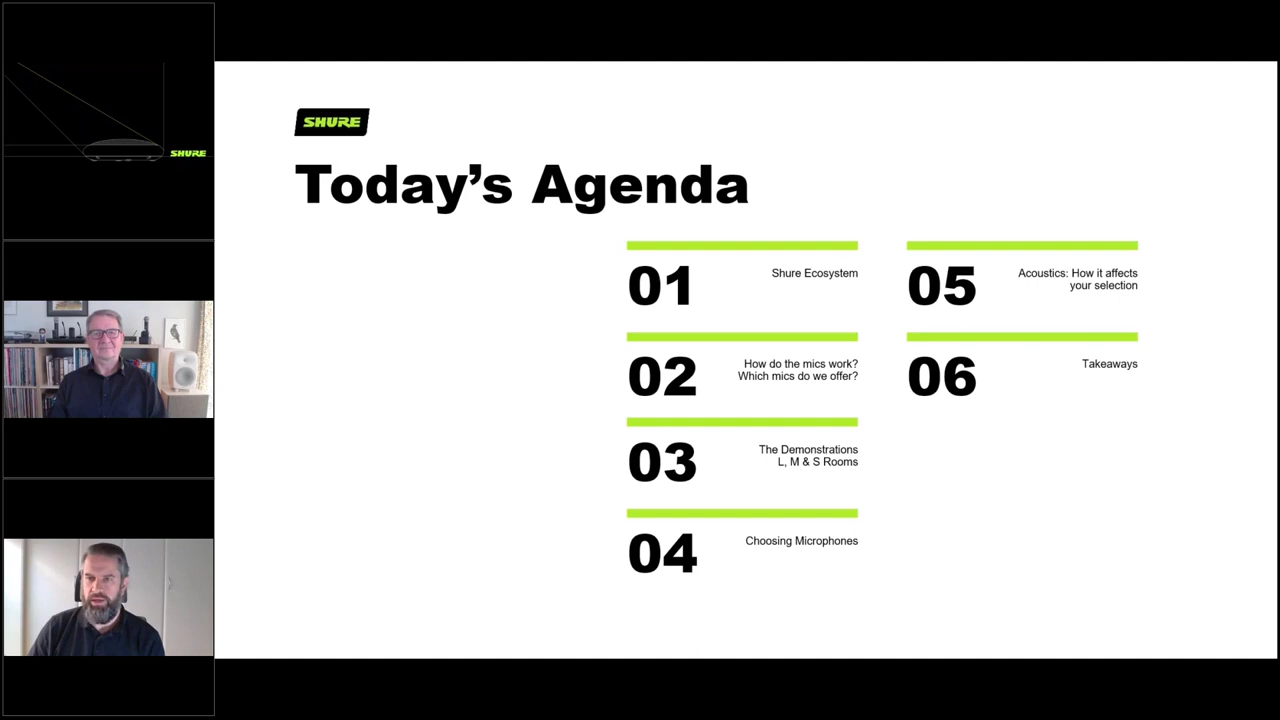 SHURE
SHURE
Today’s Agenda
01
Shure Ecosystem
02
How do the mics work?
Which mics do we offer?
03
The Demonstrations
L, M & S Rooms
04
Choosing Microphones
05
Acoustics: How it affects
your selection
06
Takeaways